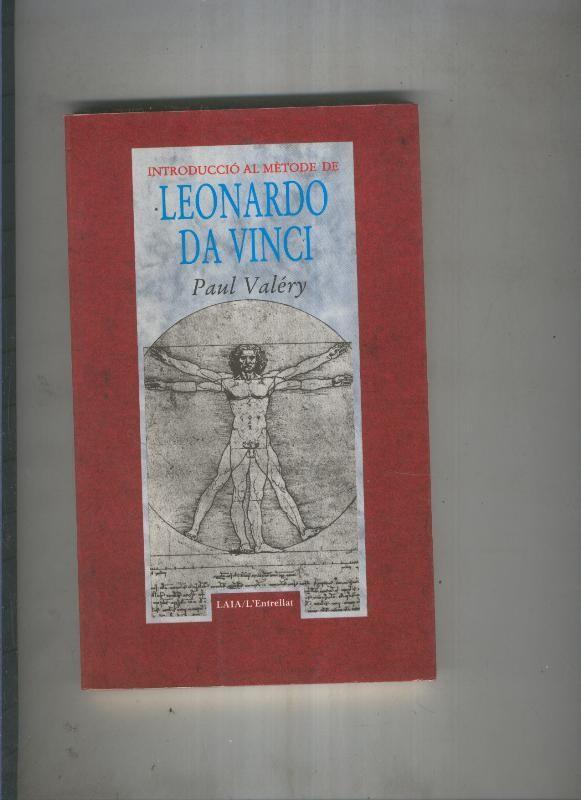 INTRODUCCIÓ AL MÈTODE DE
LEONARDO
DA VINCI
Paul Valéry
LAIA/L'Entrellat